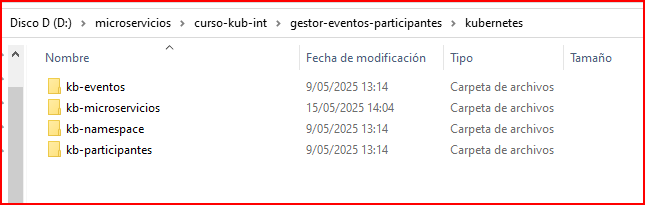 Disco D (D:) > microservicios > curso-kub-int > gestor-eventos-participantes > kubernetes
Nombre Fecha de modificación Tipo Tamaño
kb-eventos 9/05/2025 13:14 Carpeta de archivos
kb-microservicios 15/05/2025 14:04 Carpeta de archivos
kb-namespace 9/05/2025 13:14 Carpeta de archivos
kb-participantes 9/05/2025 13:14 Carpeta de archivos